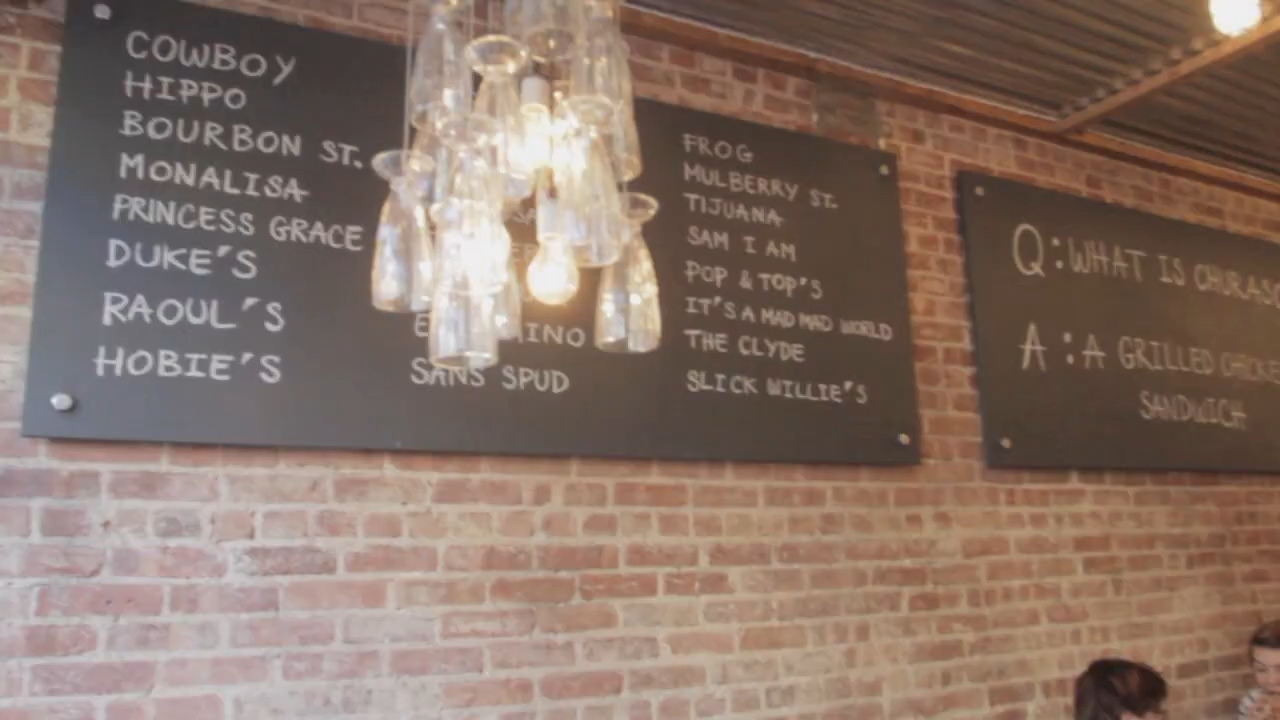 COWBOY
HIPPO
BOURBON ST.
MONALISA
PRINCESS GRACE
DUKE'S
RAOUL'S
HOBIE'S
SANS SPUD
FROG
MULBERRY ST.
TIJUANA
SAM I AM
POP & TOP'S
IT'S A MAD MAD WORLD
THE CLYDE
SLICK WILLIE'S
Q: WHAT IS
A: A GRILLED
SANDWICH